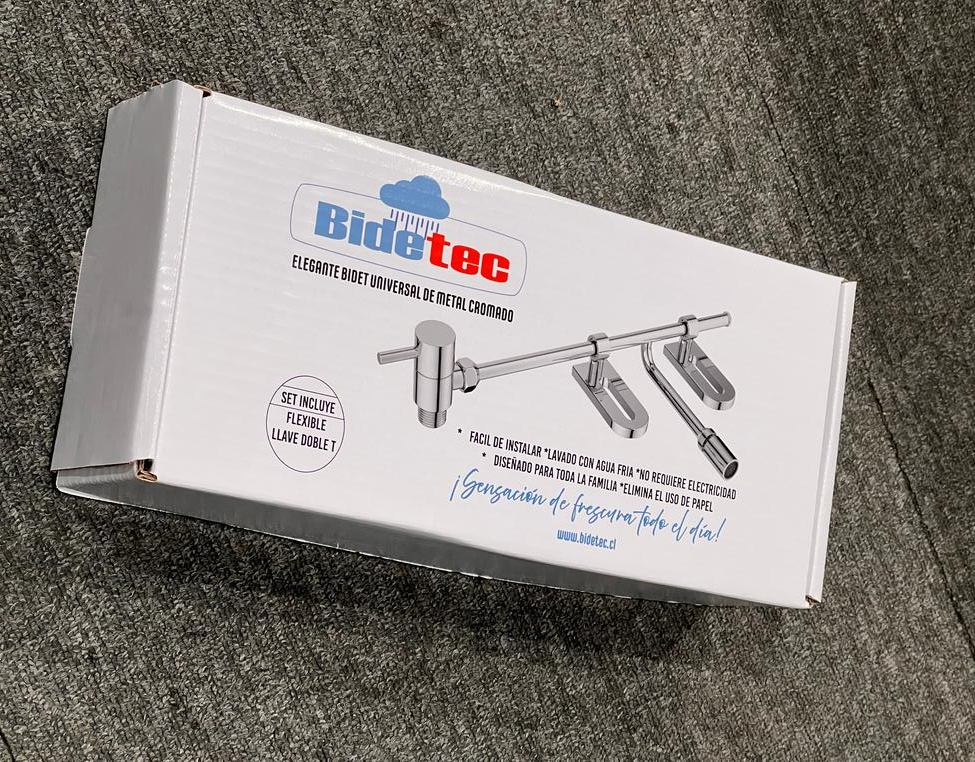 Bidetec
ELEGANTE BIDET UNIVERSAL DE METAL CROMADO
SET INCLUYE
FLEXIBLE
LLAVE DOBLE T
* FACIL DE INSTALAR *LAVADO CON AGUA FRIA *NO REQUIERE ELECTRICIDAD
* DISEÑADO PARA TODA LA FAMILIA *ELIMINA EL USO DE PAPEL
¡Sensación de frescura todo el día!
www.bidetec.cl